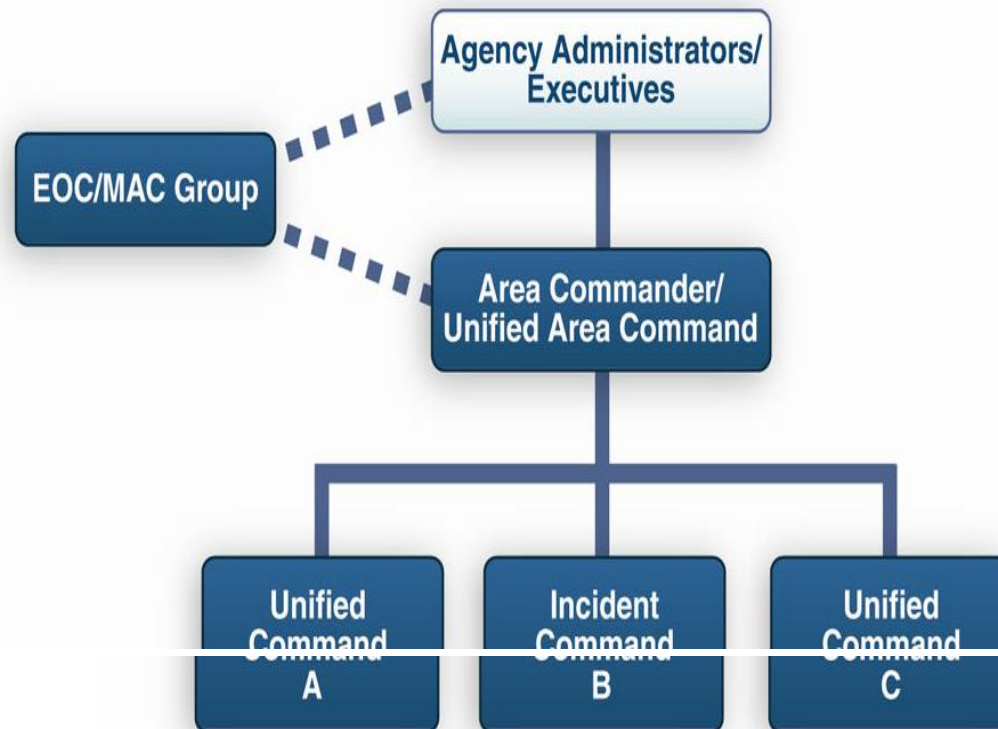 Agency Administrators/
Executives
EOC/MAC Group
Area Commander/
Unified Area Command
Unified
Command
A
Incident
Command
B
Unified
Command
C